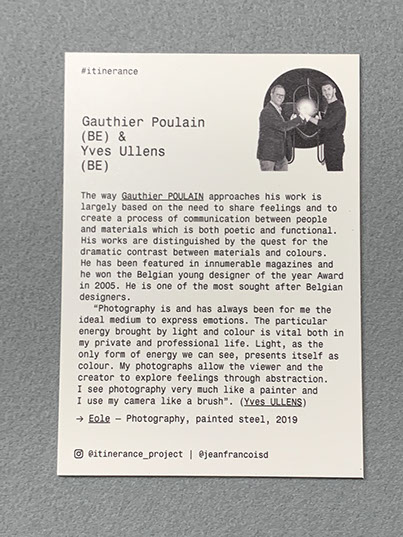 #itinerance
Gauthier Poulain
(BE) &
Yves Ullens
(BE)
The way Gauthier POULAIN approaches his work is
largely based on the need to share feelings and to
create a process of communication between people
and materials which is both poetic and functional.
His works are distinguished by the quest for the
dramatic contrast between materials and colours.
He has been featured in innumerable magazines and
he won the Belgian young designer of the year Award
in 2005. He is one of the most sought after Belgian
designers.
“Photography is and has always been for me the
ideal medium to express emotions. The particular
energy brought by light and colour is vital both in
my private and professional life. Light, as the
only form of energy we can see, presents itself as
colour. My photographs allow the viewer and the
creator to explore feelings through abstraction.
I see photography very much like a painter and
I use my camera like a brush”. (Yves ULLENS)
→ Eole — Photography, painted steel, 2019
@itinerance_project | @jeanfrancoisd